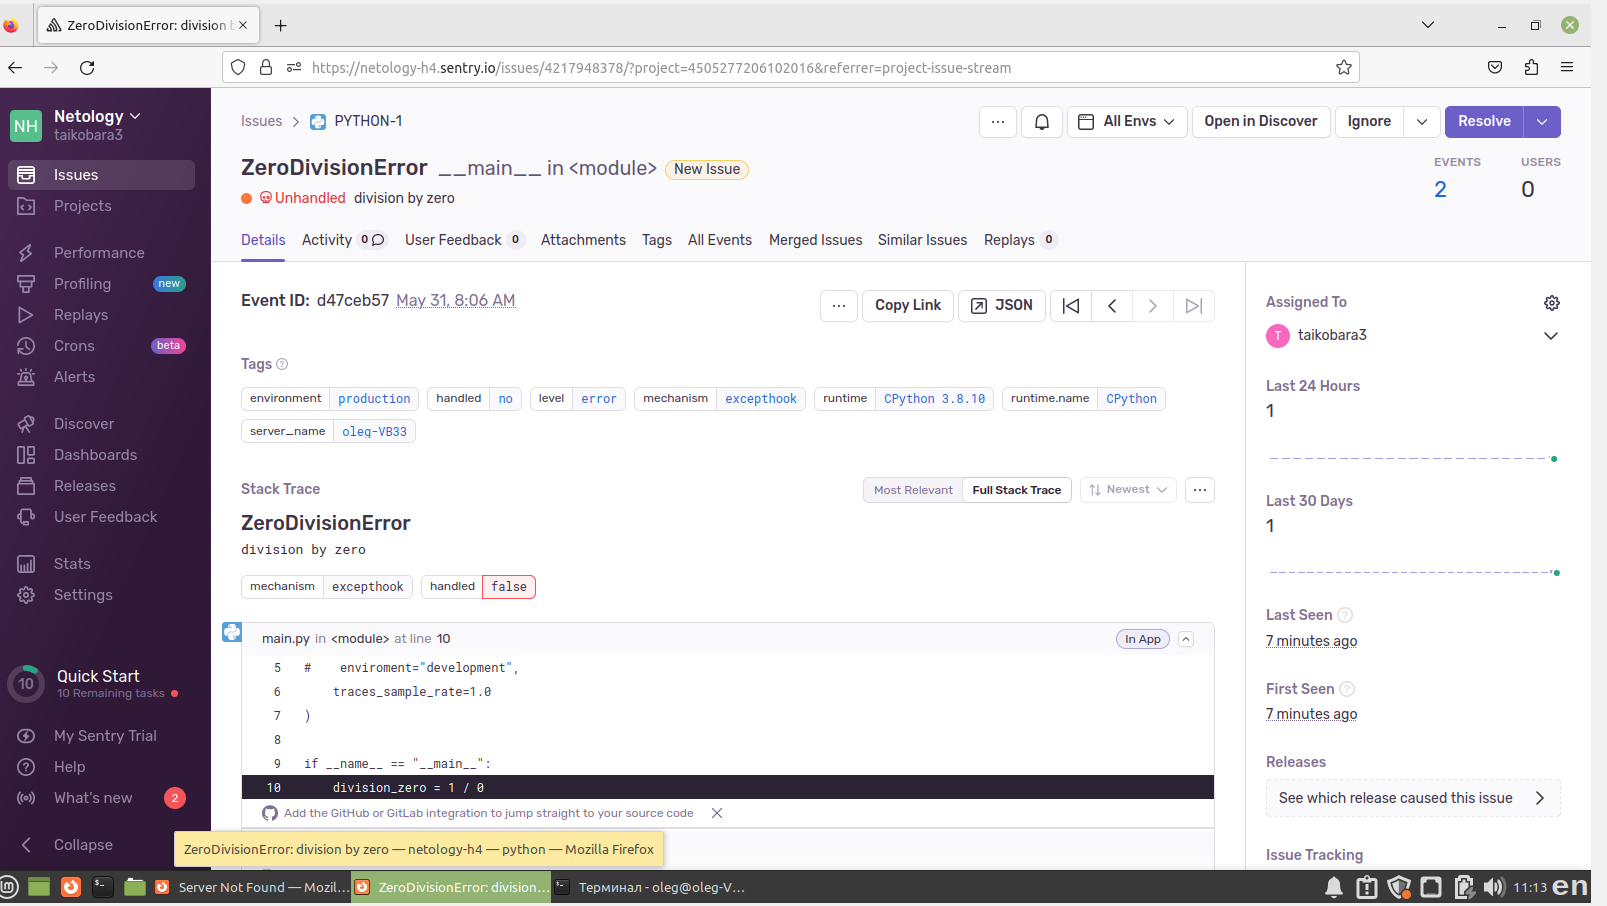 ZeroDivisionError: division b
https://netology-h4.sentry.io/issues/4217948378/?project=4505277206102016&referrer=project-issue-stream
NH
Netology
taikobara3
Issues
Projects
Performance
Profiling new
Replays
Crons beta
Alerts
Discover
Dashboards
Releases
User Feedback
Stats
Settings
10
Quick Start
10 Remaining tasks
My Sentry Trial
Help
What's new 2
Collapse
Issues > PYTHON-1
... All Envs Open in Discover Ignore Resolve
ZeroDivisionError __main__ in <module> New Issue
EVENTS USERS
2 0
Unhandled division by zero
Details Activity 0 User Feedback 0 Attachments Tags All Events Merged Issues Similar Issues Replays 0
Event ID: d47ceb57 May 31, 8:06 AM
... Copy Link JSON
Tags ?
environment production handled no level error mechanism excepthook runtime CPython 3.8.10 runtime.name CPython
server_name oleg-VB33
Stack Trace
Most Relevant Full Stack Trace Newest ...
ZeroDivisionError
division by zero
mechanism excepthook handled false
main.py in <module> at line 10 In App
5 #    enviroment="development",
6     traces_sample_rate=1.0
7 )
8
9 if __name__ == "__main__":
10     division_zero = 1 / 0
Add the GitHub or GitLab integration to jump straight to your source code
Assigned To
T taikobara3
Last 24 Hours
1
Last 30 Days
1
Last Seen ?
7 minutes ago
First Seen ?
7 minutes ago
Releases
See which release caused this issue
Issue Tracking
ZeroDivisionError: division by zero — netology-h4 — python — Mozilla Firefox
Server Not Found — Mozil...
ZeroDivisionError: division...
Терминал - oleg@oleg-V...
11:13 en